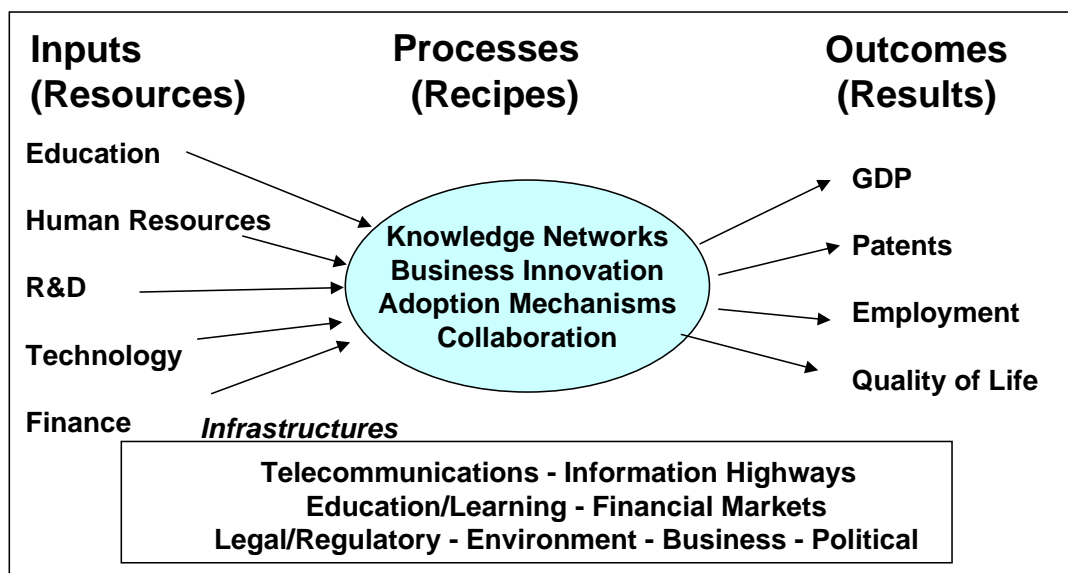 Inputs
(Resources)
Processes
(Recipes)
Outcomes
(Results)
Education
Human Resources
R&D
Technology
Finance
Knowledge Networks
Business Innovation
Adoption Mechanisms
Collaboration
GDP
Patents
Employment
Quality of Life
Infrastructures
Telecommunications - Information Highways
Education/Learning - Financial Markets
Legal/Regulatory - Environment - Business - Political